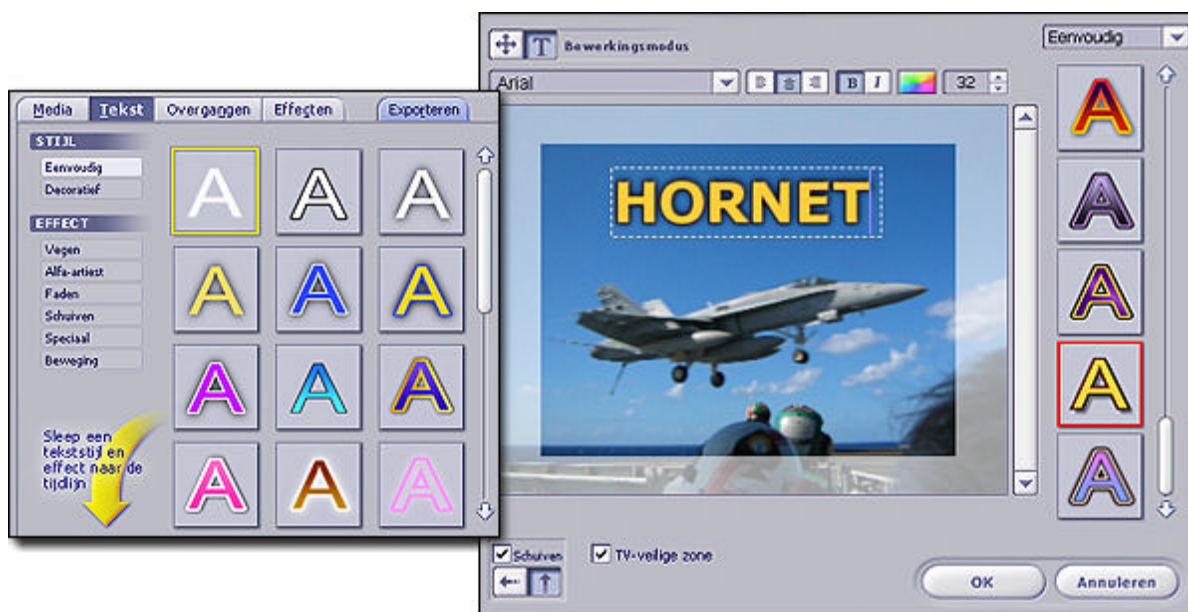 Media Tekst Overgangen Effecten Exporteren
STIJL
Eenvoudig
Decoratief
EFFECT
Vegen
Alfa-artiest
Faden
Schuiven
Speciaal
Beweging
Sleep een
tekststijl en
effect naar de
tijdlijn
A A A
A A A
A A A
A A A
T Bewerkingsmodus
Eenvoudig
Arial B I 32
HORNET
A
A
A
A
A
Schuiven TV-veilige zone
OK Annuleren